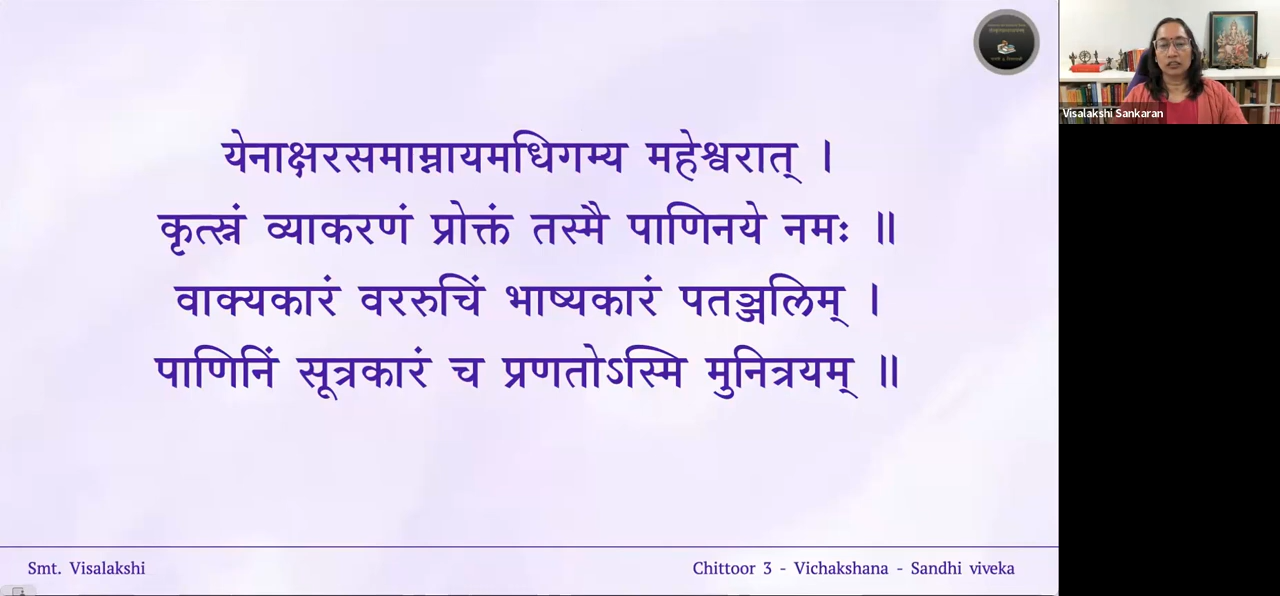 येनाक्षरसमाम्नायमधिगम्य महेश्वरात् ।
कृत्स्नं व्याकरणं प्रोक्तं तस्मै पाणिनये नमः ॥
वाक्यकारं वररुचिं भाष्यकारं पतञ्जलिम् ।
पाणिनिं सूत्रकारं च प्रणतोऽस्मि मुनित्रयम् ॥
Smt. Visalakshi
Chittoor 3 - Vichakshana - Sandhi viveka
Visalakshi Sankaran